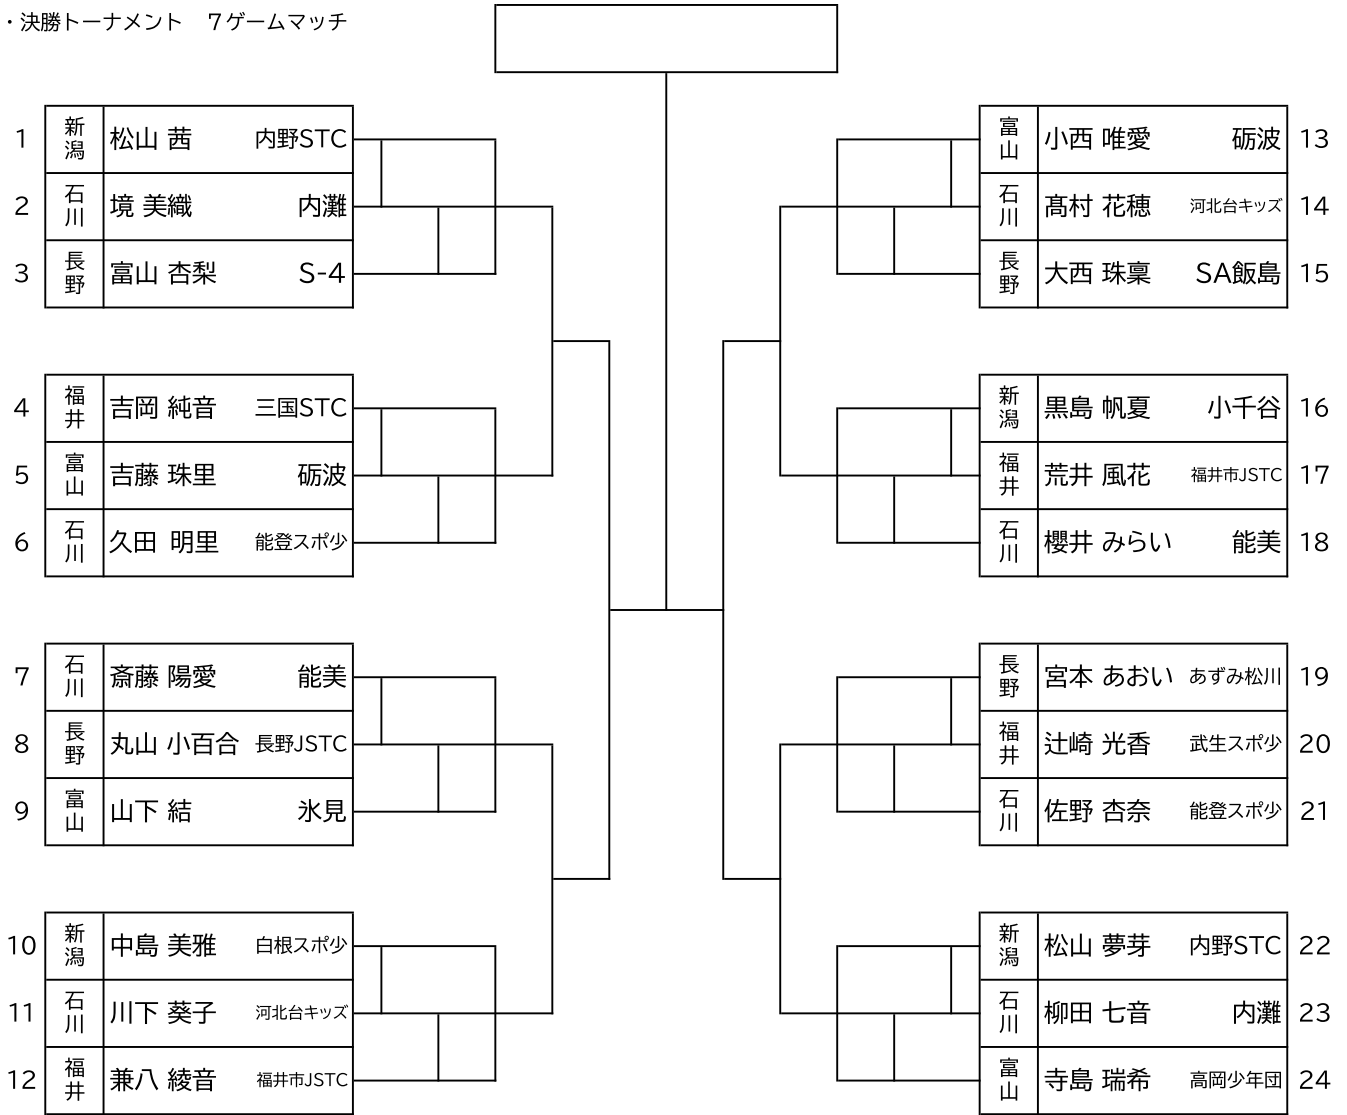 ・決勝トーナメント　７ゲームマッチ
1 新潟 松山 茜 内野STC
2 石川 境 美織 内灘
3 長野 富山 杏梨 S-4
4 福井 吉岡 純音 三国STC
5 富山 吉藤 珠里 砺波
6 石川 久田 明里 能登スポ少
7 石川 斎藤 陽愛 能美
8 長野 丸山 小百合 長野JSTC
9 富山 山下 結 氷見
10 新潟 中島 美雅 白根スポ少
11 石川 川下 葵子 河北台キッズ
12 福井 兼八 綾音 福井市JSTC
富山 小西 唯愛 砺波 13
石川 髙村 花穂 河北台キッズ 14
長野 大西 珠稟 SA飯島 15
新潟 黒島 帆夏 小千谷 16
福井 荒井 風花 福井市JSTC 17
石川 櫻井 みらい 能美 18
長野 宮本 あおい あずみ松川 19
福井 辻崎 光香 武生スポ少 20
石川 佐野 杏奈 能登スポ少 21
新潟 松山 夢芽 内野STC 22
石川 柳田 七音 内灘 23
富山 寺島 瑞希 高岡少年団 24